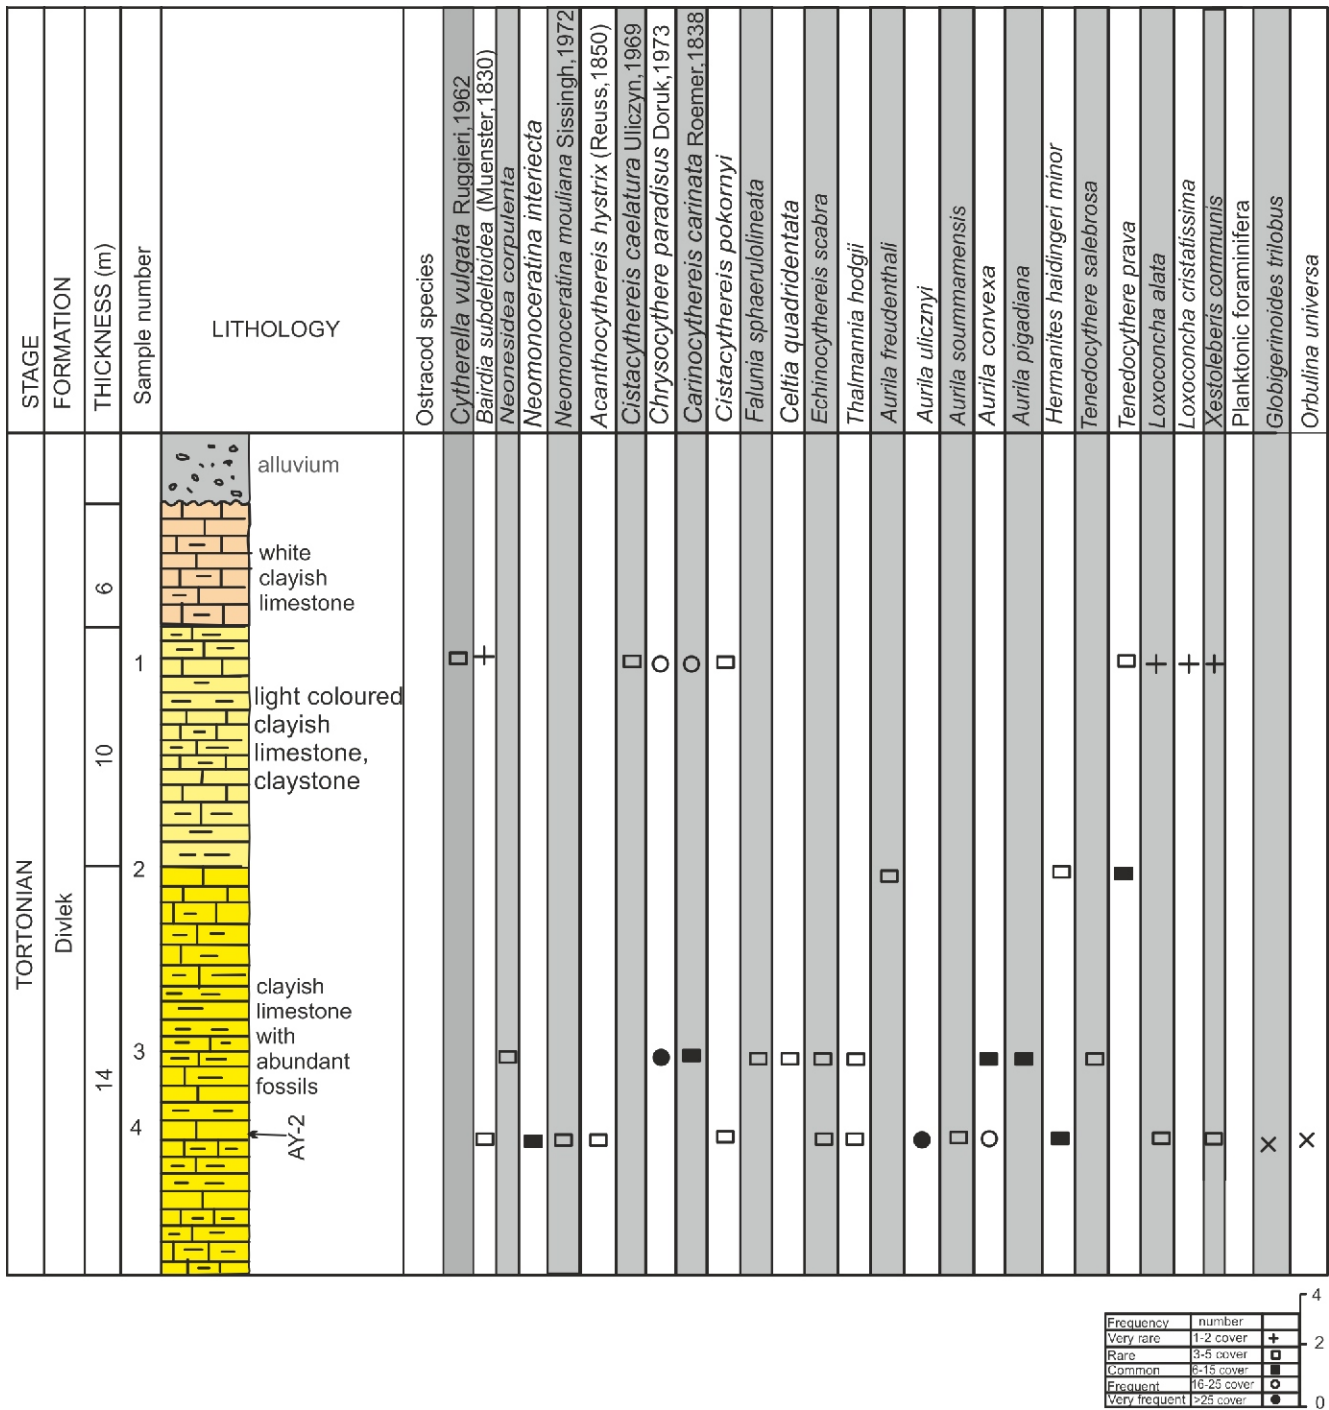 STAGE
FORMATION
THICKNESS (m)
Sample number
LITHOLOGY
Ostracod species
Cytherella vulgata Ruggieri,1962
Bairdia subdeltoidea (Muenster,1830)
Neonesidea corpulenta
Neomonoceratina interiecta
Neomonoceratina mouliana Sissingh,1972
Acanthocythereis hystrix (Reuss,1850)
Cistacythereis caelatura Uliczyn,1969
Chrysocythere paradisus Doruk,1973
Carinocythereis carinata Roemer,1838
Cistacythereis pokornyi
Falunia sphaerulolineata
Celtia quadridentata
Echinocythereis scabra
Thalmannia hodgii
Aurila freudenthali
Aurila ulicznyi
Aurila soummamensis
Aurila convexa
Aurila pigadiana
Hermanites haidingeri minor
Tenedocythere salebrosa
Tenedocythere prava
Loxoconcha alata
Loxoconcha cristatissima
Xestoleberis communis
Planktonic foraminifera
Globigerinoides trilobus
Orbulina universa
TORTONIAN
Divlek
alluvium
6
white
clayish
limestone
1
10
light coloured
clayish
limestone,
claystone
2
14
clayish
limestone
with
abundant
fossils
3
4
AY-2
Frequency number
Very rare 1-2 cover +
Rare 3-5 cover
Common 6-15 cover
Frequent 16-25 cover
Very frequent >25 cover
4
2
0